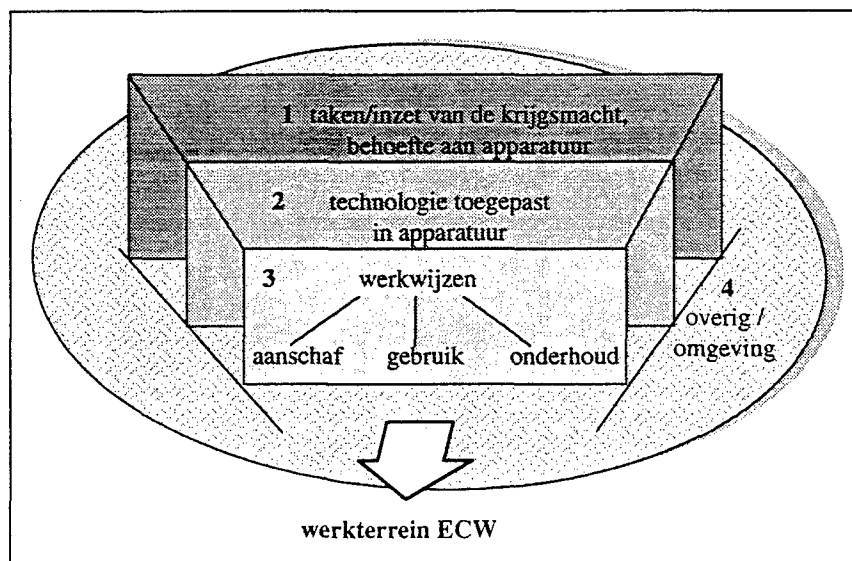 1 taken/inzet van de krijgsmacht,
behoefte aan apparatuur
2 technologie toegepast
in apparatuur
3 werkwijzen
aanschaf gebruik onderhoud
4
overig /
omgeving
werkterrein ECW